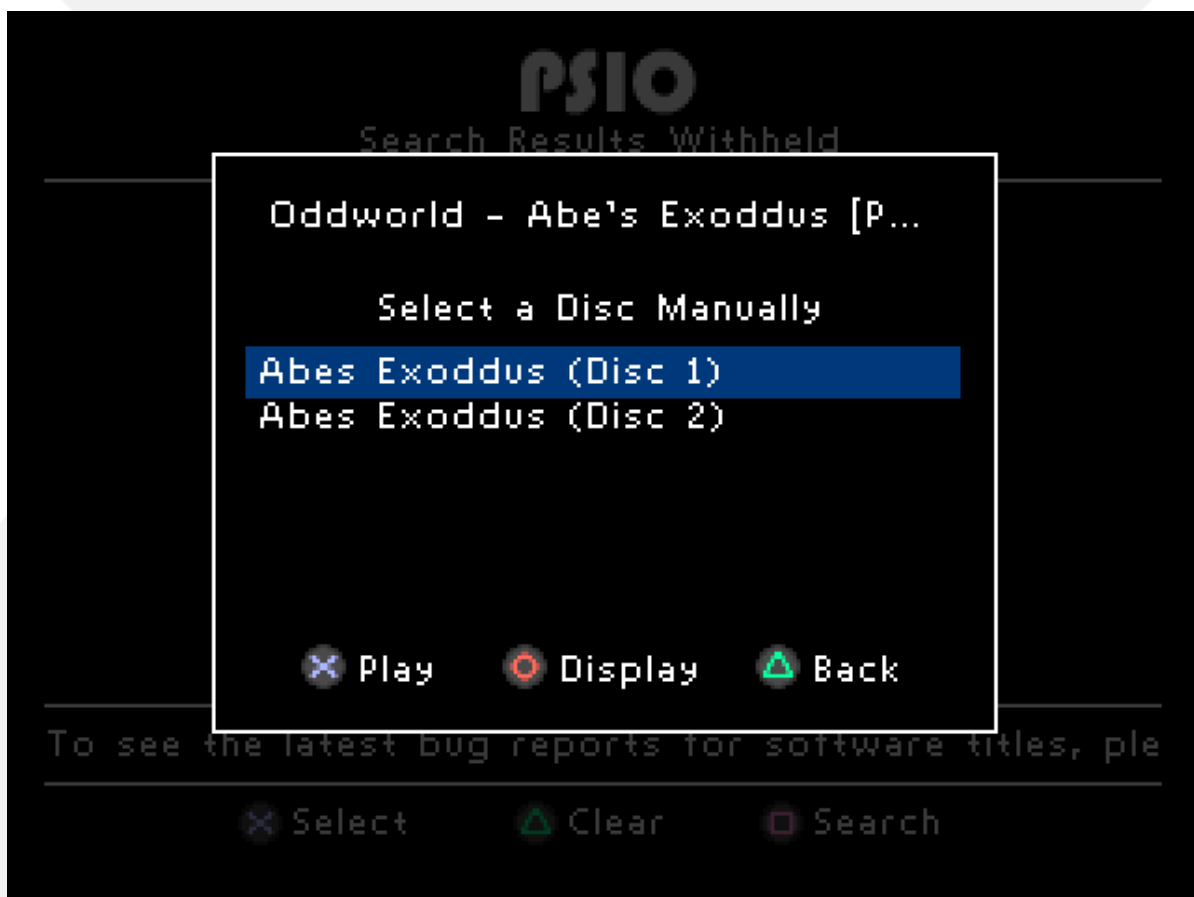 PSIO
Search Results Withheld
Oddworld - Abe's Exoddus [P...
Select a Disc Manually
Abes Exoddus (Disc 1)
Abes Exoddus (Disc 2)
Play Display Back
To see the latest bug reports for software titles, ple
Select Clear Search